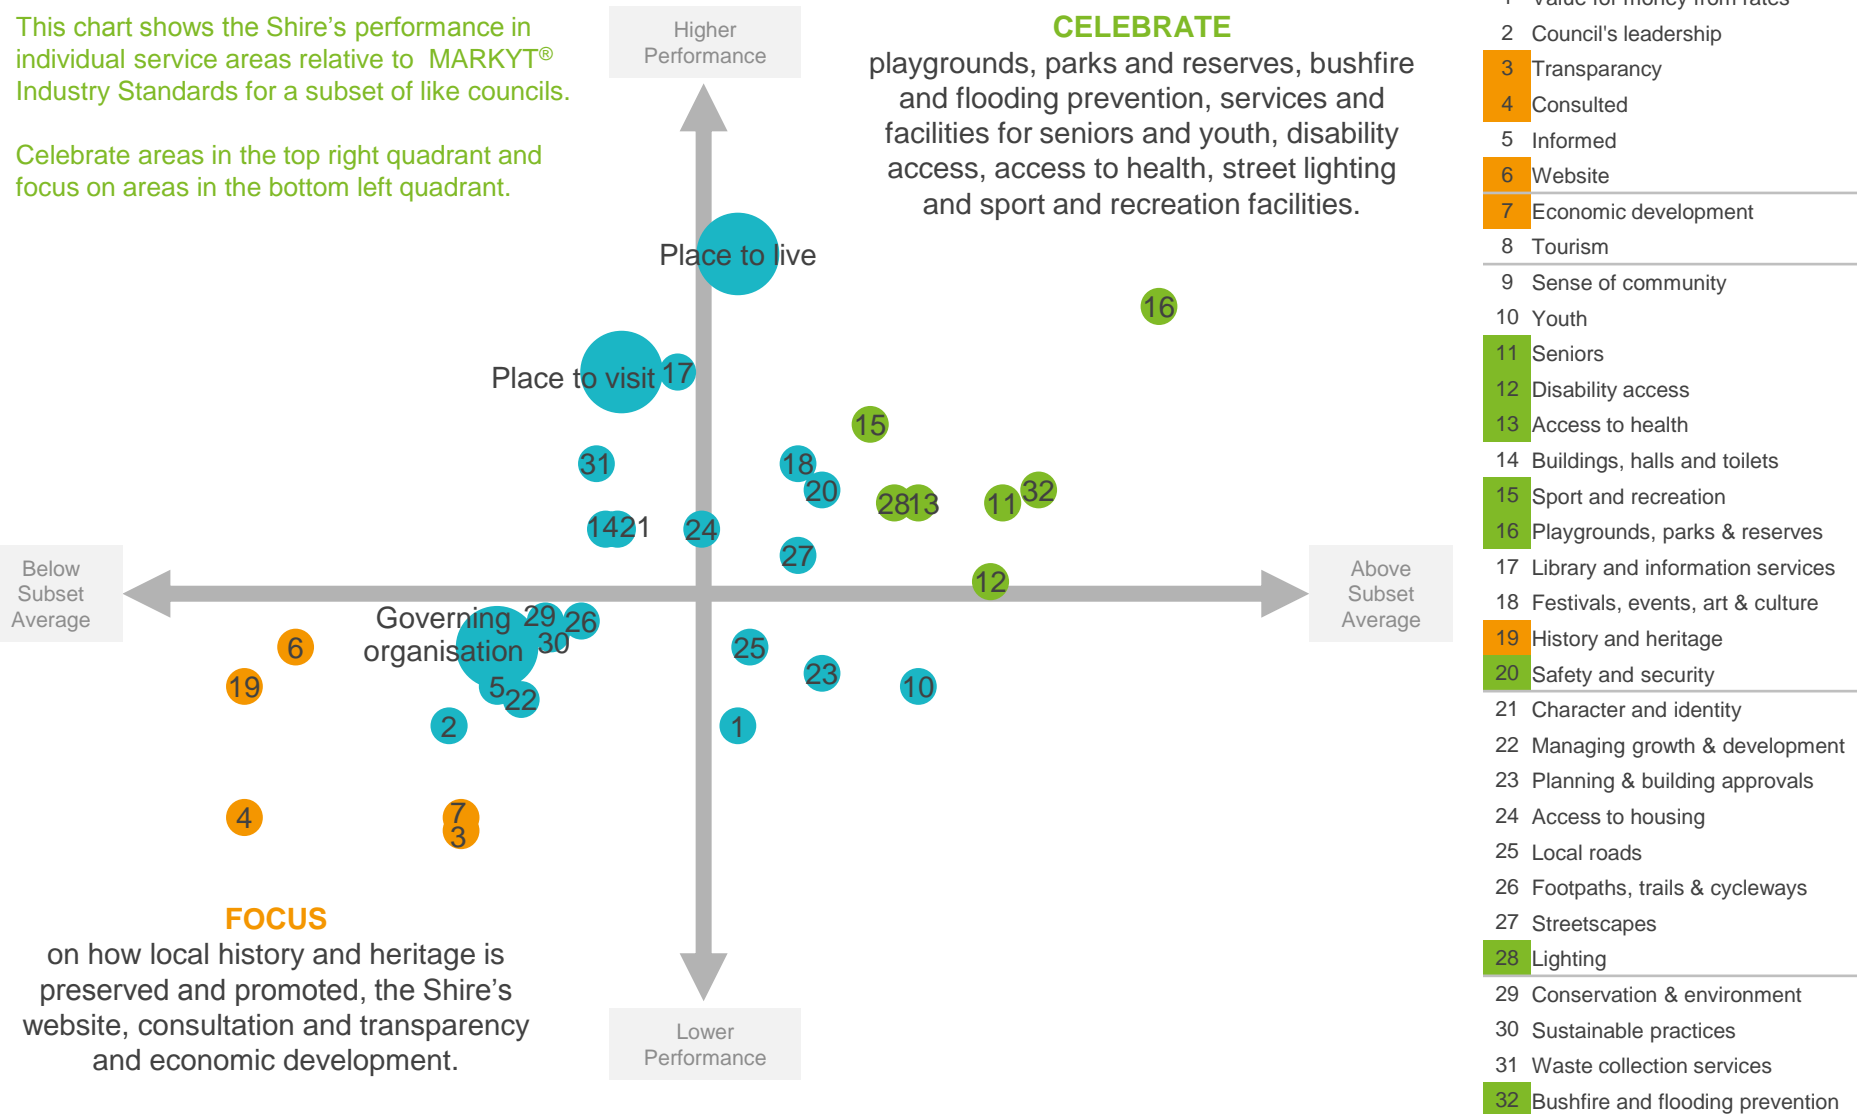 This chart shows the Shire's performance in
individual service areas relative to MARKYT®
Industry Standards for a subset of like councils.
Celebrate areas in the top right quadrant and
focus on areas in the bottom left quadrant.
Higher
Performance
CELEBRATE
playgrounds, parks and reserves, bushfire
and flooding prevention, services and
facilities for seniors and youth, disability
access, access to health, street lighting
and sport and recreation facilities.
Place to live
16
Place to visit
17
15
31
18
20
28
13
11
32
14
21
24
27
12
Below
Subset
Average
Above
Subset
Average
Governing
organisation
29
26
30
6
25
19
5
22
23
10
2
1
4
7
3
FOCUS
on how local history and heritage is
preserved and promoted, the Shire's
website, consultation and transparency
and economic development.
Lower
Performance
1 Value for money from rates
2 Council's leadership
3 Transparancy
4 Consulted
5 Informed
6 Website
7 Economic development
8 Tourism
9 Sense of community
10 Youth
11 Seniors
12 Disability access
13 Access to health
14 Buildings, halls and toilets
15 Sport and recreation
16 Playgrounds, parks & reserves
17 Library and information services
18 Festivals, events, art & culture
19 History and heritage
20 Safety and security
21 Character and identity
22 Managing growth & development
23 Planning & building approvals
24 Access to housing
25 Local roads
26 Footpaths, trails & cycleways
27 Streetscapes
28 Lighting
29 Conservation & environment
30 Sustainable practices
31 Waste collection services
32 Bushfire and flooding prevention